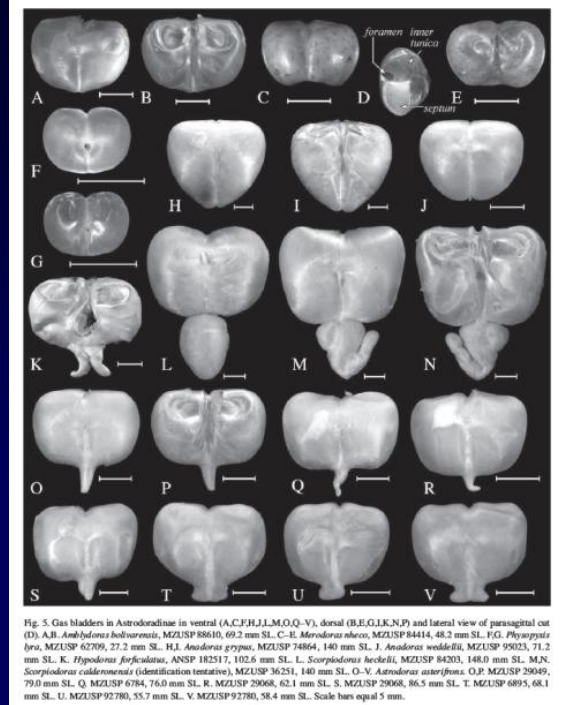 foramen
inner
tunica
A
B
C
D
septum
E
F
H
I
J
G
K
L
M
N
O
P
Q
R
S
T
U
V
Fig. 5. Gas bladders in Astrodoradinae in ventral (A,C,F,H,J,L,M,O,Q–V), dorsal (B,E,G,I,K,N,P) and lateral view of parasagittal cut
(D). A,B. Amblydoras bolivarensis, MZUSP 88610, 69.2 mm SL. C–E. Merodoras nheco, MZUSP 84414, 48.2 mm SL. F,G. Physopyxis
lyra, MZUSP 62709, 27.2 mm SL. H,I. Anadoras grypus, MZUSP 74864, 140 mm SL. J. Anadoras weddellii, MZUSP 95023, 71.2
mm SL. K. Hypodoras forficulatus, ANSP 182517, 102.6 mm SL. L. Scorpiodoras heckelii, MZUSP 84203, 148.0 mm SL. M,N.
Scorpiodoras calderonensis (identification tentative), MZUSP 36251, 140 mm SL. O–V. Astrodoras asterifrons. O,P. MZUSP 29049,
79.0 mm SL. Q. MZUSP 6784, 76.0 mm SL. R. MZUSP 29068, 62.1 mm SL. S. MZUSP 29068, 86.5 mm SL. T. MZUSP 6895, 68.1
mm SL. U. MZUSP 92780, 55.7 mm SL. V. MZUSP 92780, 58.4 mm SL. Scale bars equal 5 mm.